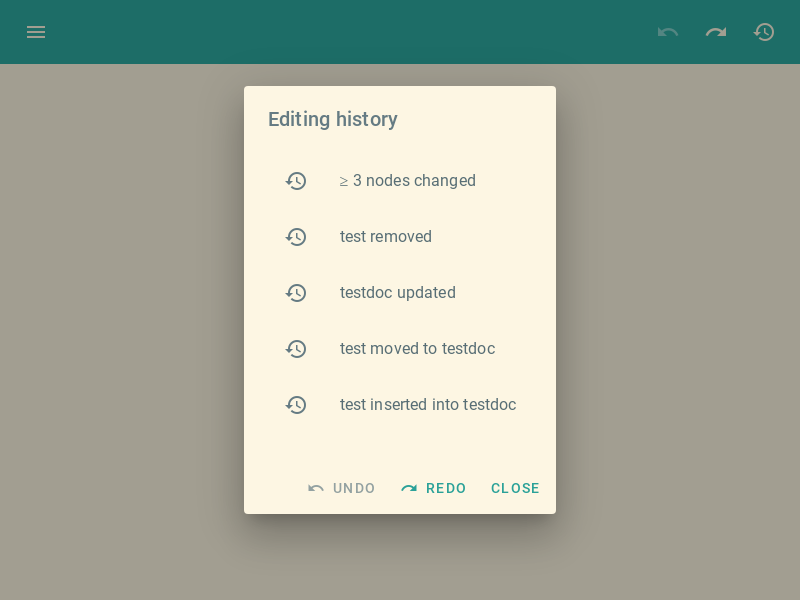 Editing history
≥ 3 nodes changed
test removed
testdoc updated
test moved to testdoc
test inserted into testdoc
UNDO REDO CLOSE